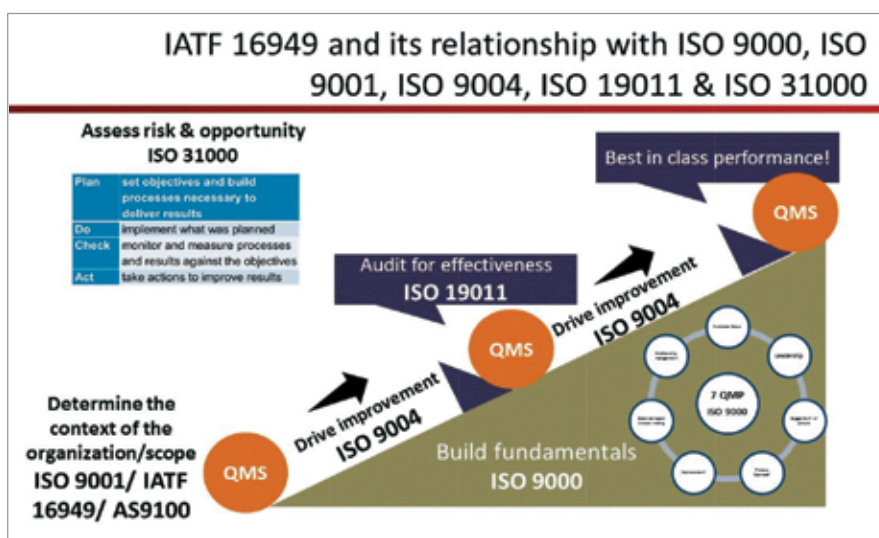 IATF 16949 and its relationship with ISO 9000, ISO
9001, ISO 9004, ISO 19011 & ISO 31000
Assess risk & opportunity
ISO 31000
Plan set objectives and build
processes necessary to
deliver results
Do implement what was planned
Check monitor and measure processes
and results against the objectives
Act take actions to improve results
Best in class performance!
QMS
Audit for effectiveness
ISO 19011
Drive improvement
ISO 9004
QMS
Drive improvement
ISO 9004
Determine the
context of the
organization/scope
ISO 9001/ IATF
16949/ AS9100
QMS
Build fundamentals
ISO 9000
7 QMP
ISO 9000
Leadership
Improvement